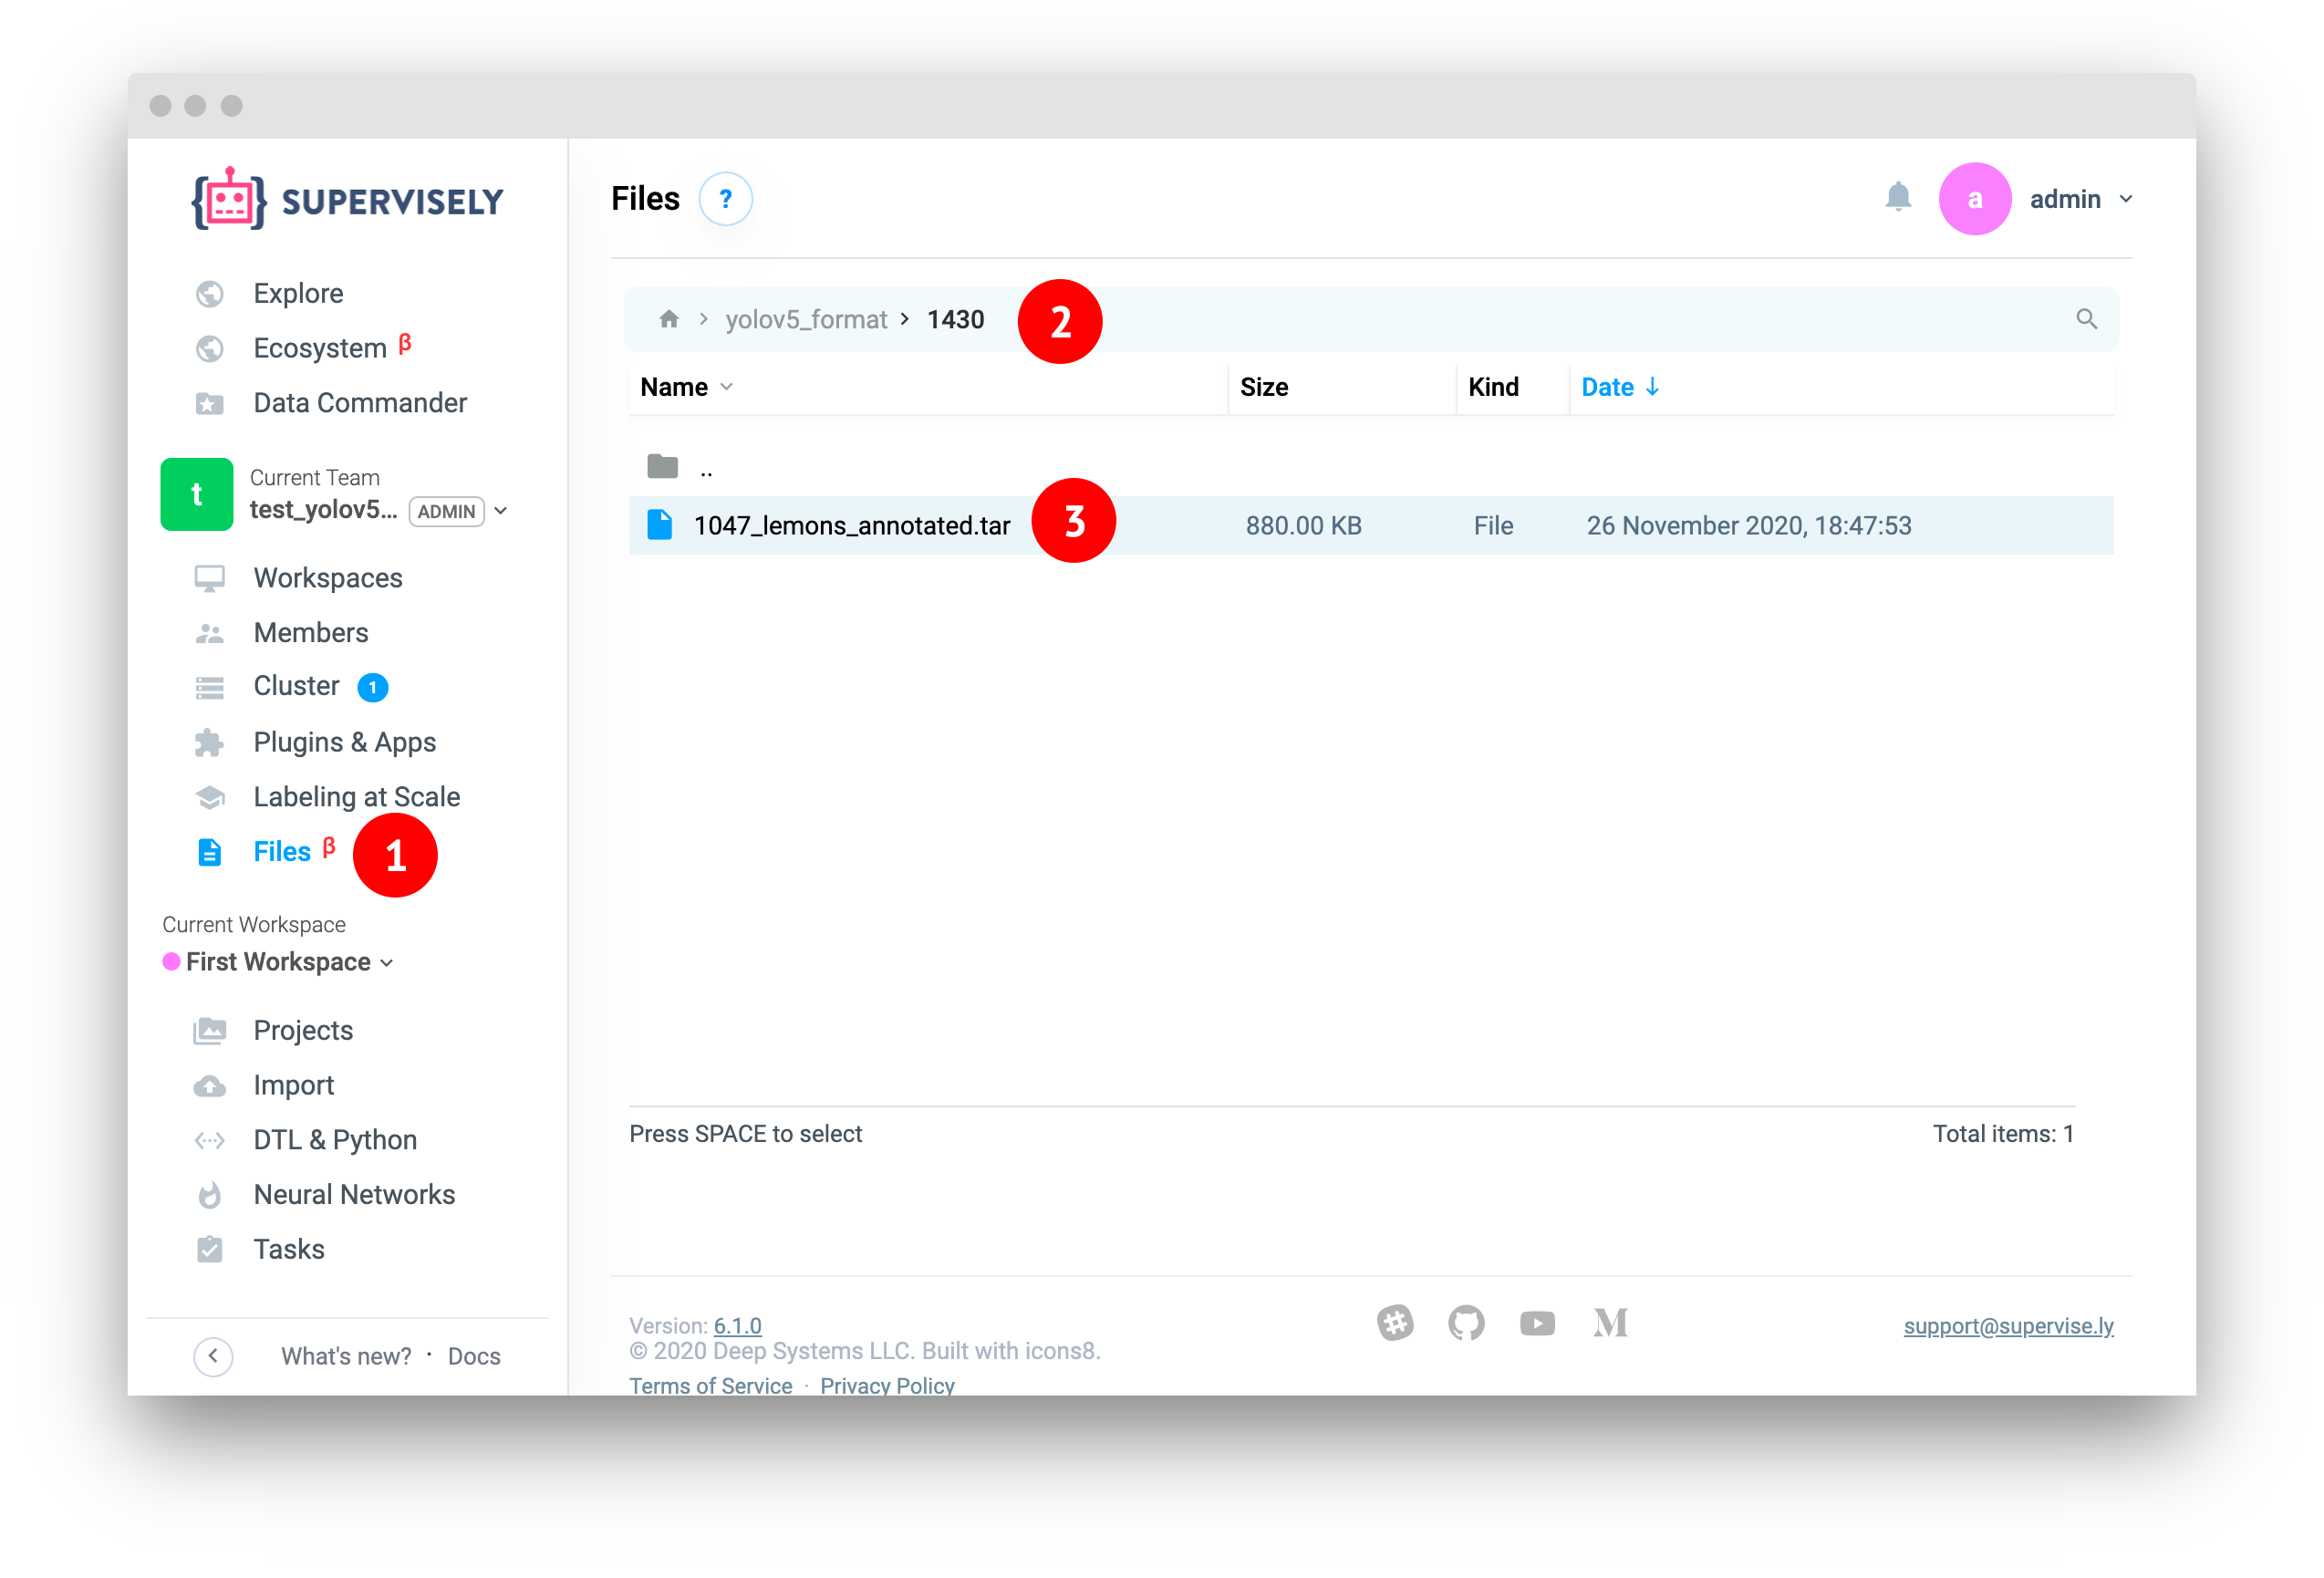 SUPERVISELY
Explore
Ecosystem β
Data Commander
t
Current Team
test_yolov5... ADMIN
Workspaces
Members
Cluster 1
Plugins & Apps
Labeling at Scale
Files β 1
Current Workspace
First Workspace
Projects
Import
DTL & Python
Neural Networks
Tasks
What's new? · Docs
Files ?
a admin
yolov5_format > 1430 2
Name Size Kind Date ↓
..
1047_lemons_annotated.tar 3 880.00 KB File 26 November 2020, 18:47:53
Press SPACE to select Total items: 1
Version: 6.1.0
© 2020 Deep Systems LLC. Built with icons8.
Terms of Service · Privacy Policy
M
support@supervise.ly